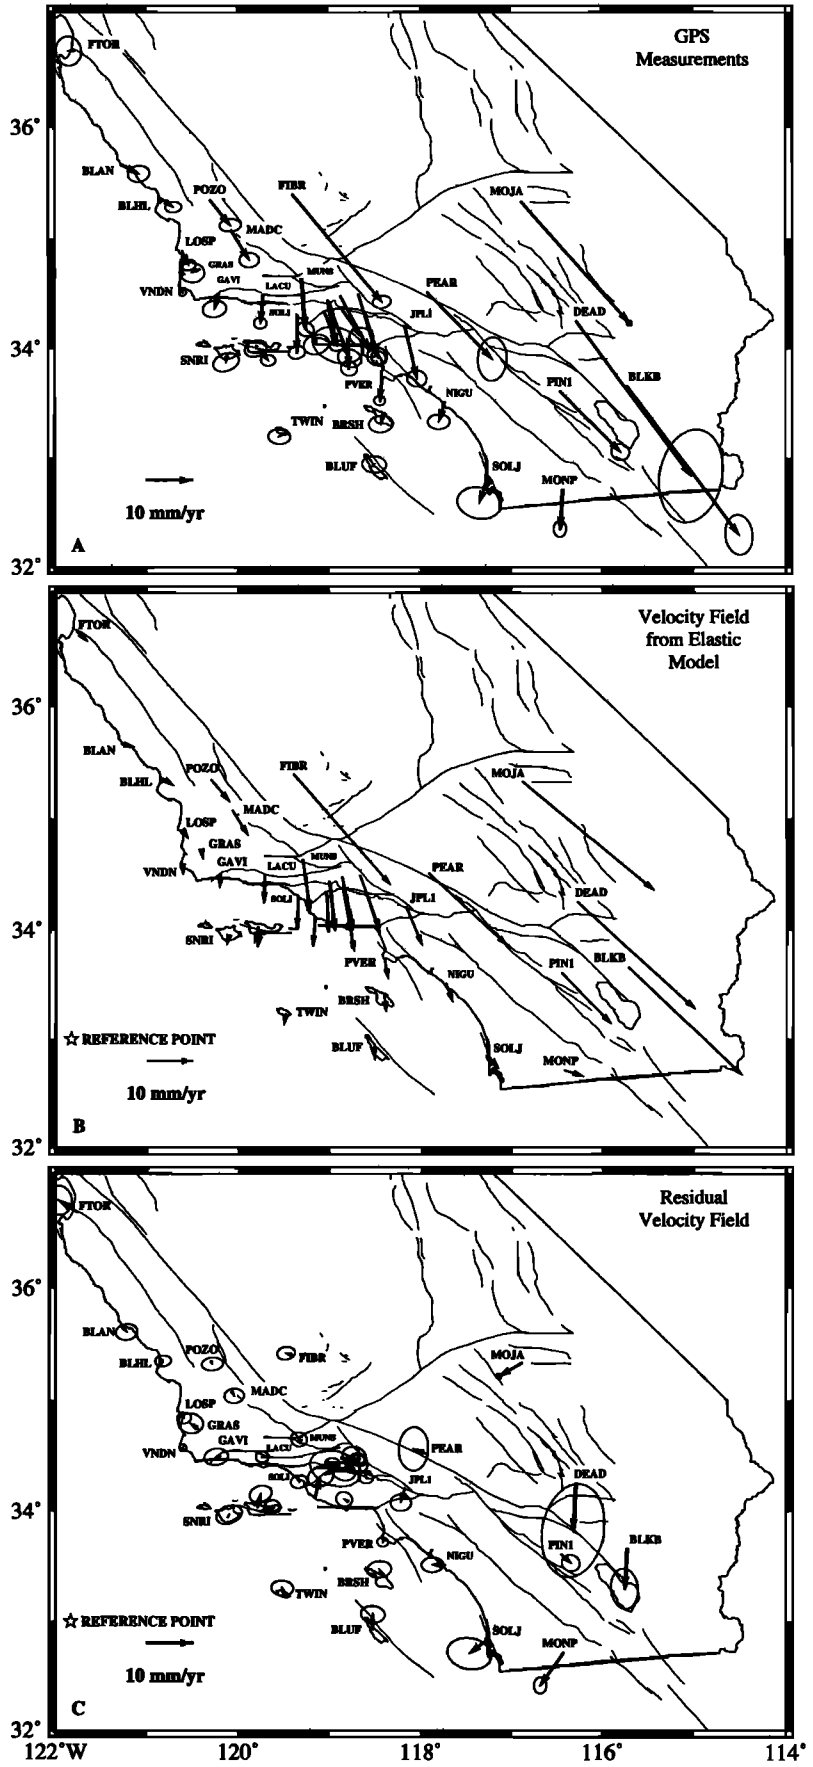 FTOR
GPS
Measurements
36°
BLAN
POZO
FIBR
MOJA
BLHL
MADC
LOSP
GRAS
MUNS
VNDN
GAVI
LACU
PEAR
SOLI
JPL1
DEAD
34°
SNRI
PVER
NIGU
PIN1
BLKB
TWIN
BRSH
BLUF
SOLJ
MONP
10 mm/yr
A
32°
FTOR
Velocity Field
from Elastic
Model
36°
BLAN
POZO
FIBR
MOJA
BLHL
MADC
LOSP
GRAS
MUNS
VNDN
GAVI
LACU
PEAR
SOLI
JPL1
DEAD
34°
SNRI
PVER
NIGU
PIN1
BLKB
BRSH
TWIN
REFERENCE POINT
BLUF
SOLJ
MONP
10 mm/yr
B
32°
FTOR
Residual
Velocity Field
36°
BLAN
POZO
FIBR
MOJA
BLHL
MADC
LOSP
GRAS
MUNS
VNDN
GAVI
LACU
PEAR
SOLI
JPL1
DEAD
34°
SNRI
PVER
NIGU
PIN1
BLKB
BRSH
TWIN
REFERENCE POINT
BLUF
SOLJ
MONP
10 mm/yr
C
32°
122°W 120° 118° 116° 114°